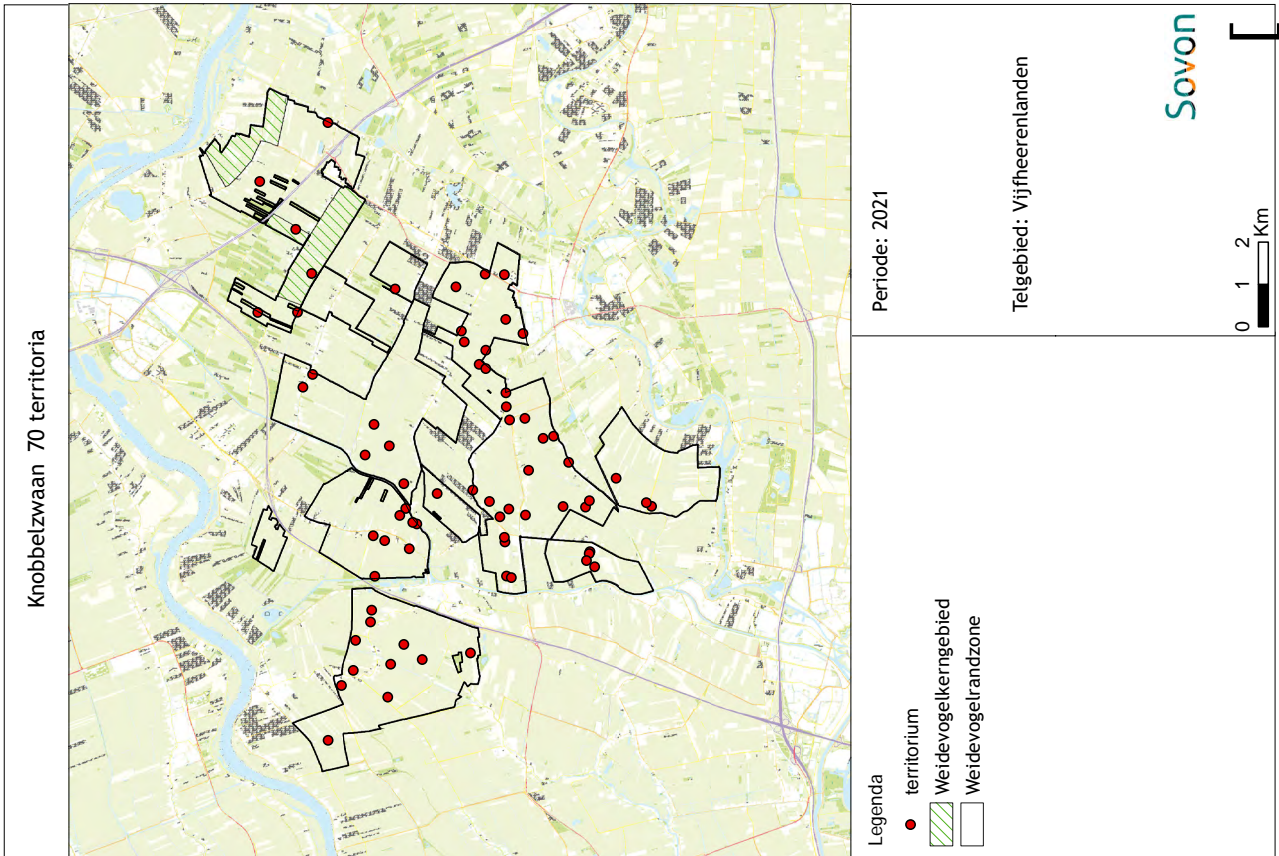 Knobbelzwaan 70 territoria
Legenda
territorium
Weidevogelkerngebied
Weidevogelrandzone
Periode: 2021
Telgebied: Vijfheerenlanden
0 1 2
Km
Sovon